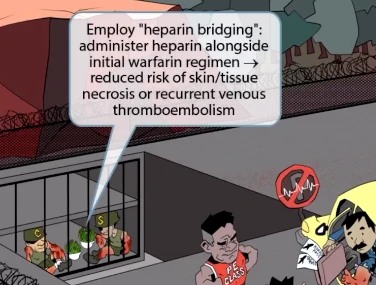 Employ "heparin bridging":
administer heparin alongside
initial warfarin regimen →
reduced risk of skin/tissue
necrosis or recurrent venous
thromboembolism
C
S
P.E.
CLASS